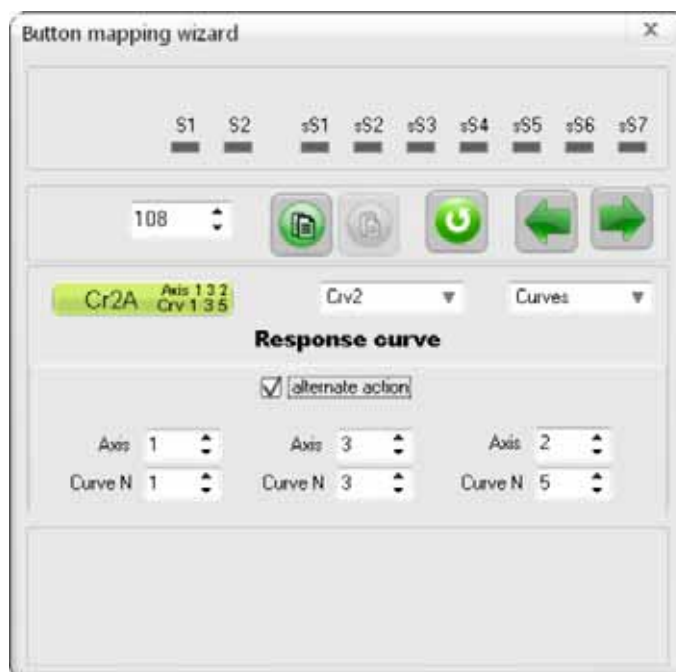 Button mapping wizard
S1 S2 sS1 sS2 sS3 sS4 sS5 sS6 sS7
108
Cr2A Axis 1 3 2
Crv 1 3 5
Crv2
Curves
Response curve
alternate action
Axis 1 Axis 3 Axis 2
Curve N 1 Curve N 3 Curve N 5